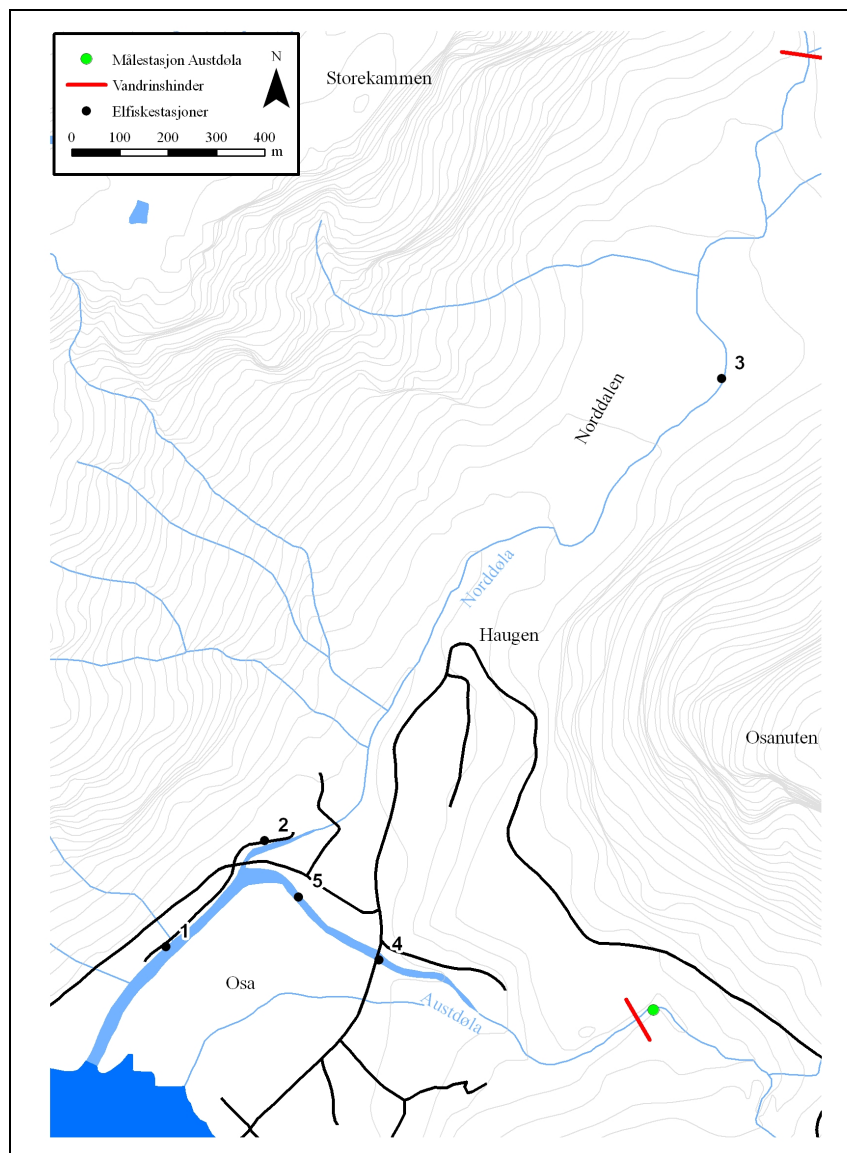 Målestasjon Austdøla
Vandrinshinder
Elfiskestasjoner
0 100 200 300 400
m
N
Storekammen
3
Norddalen
Norddøla
Haugen
Osanuten
2
5
1
4
Osa
Austdøla